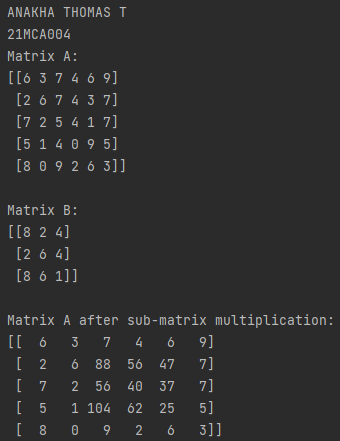 ANAKHA THOMAS T
21MCA004
Matrix A:
[[6 3 7 4 6 9]
 [2 6 7 4 3 7]
 [7 2 5 4 1 7]
 [5 1 4 0 9 5]
 [8 0 9 2 6 3]]

Matrix B:
[[8 2 4]
 [2 6 4]
 [8 6 1]]

Matrix A after sub-matrix multiplication:
[[  6   3   7   4   6   9]
 [  2   6  88  56  47   7]
 [  7   2  56  40  37   7]
 [  5   1 104  62  25   5]
 [  8   0   9   2   6   3]]